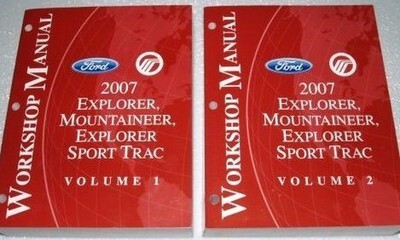 WORKSHOP MANUAL
Ford
2007
EXPLORER,
MOUNTAINEER,
EXPLORER
SPORT TRAC
VOLUME 1
WORKSHOP MANUAL
Ford
2007
EXPLORER,
MOUNTAINEER,
EXPLORER
SPORT TRAC
VOLUME 2